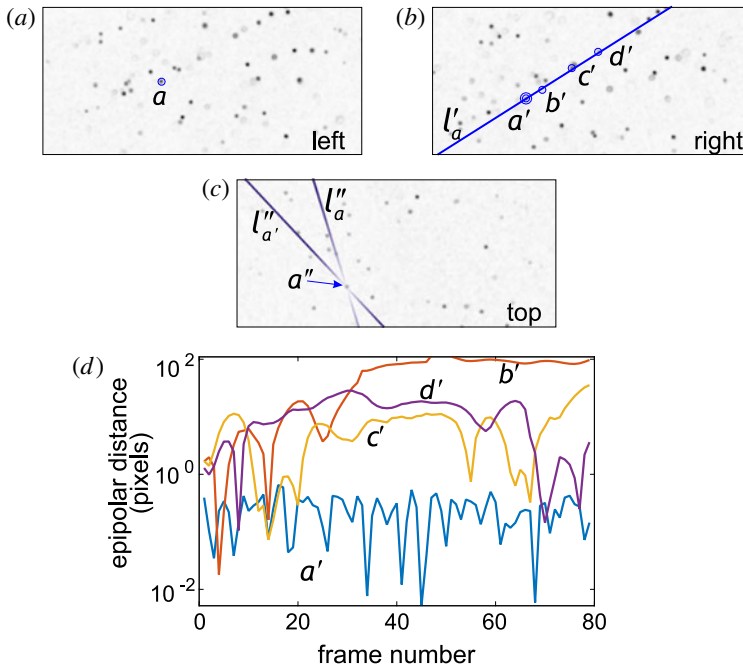 (a)
a
left
(b)
l'a
a'
b'
c'
d'
right
(c)
l''a'
l''a
a''
top
(d)
epipolar distance
(pixels)
10²
10⁰
10⁻²
b'
d'
c'
a'
0 20 40 60 80
frame number